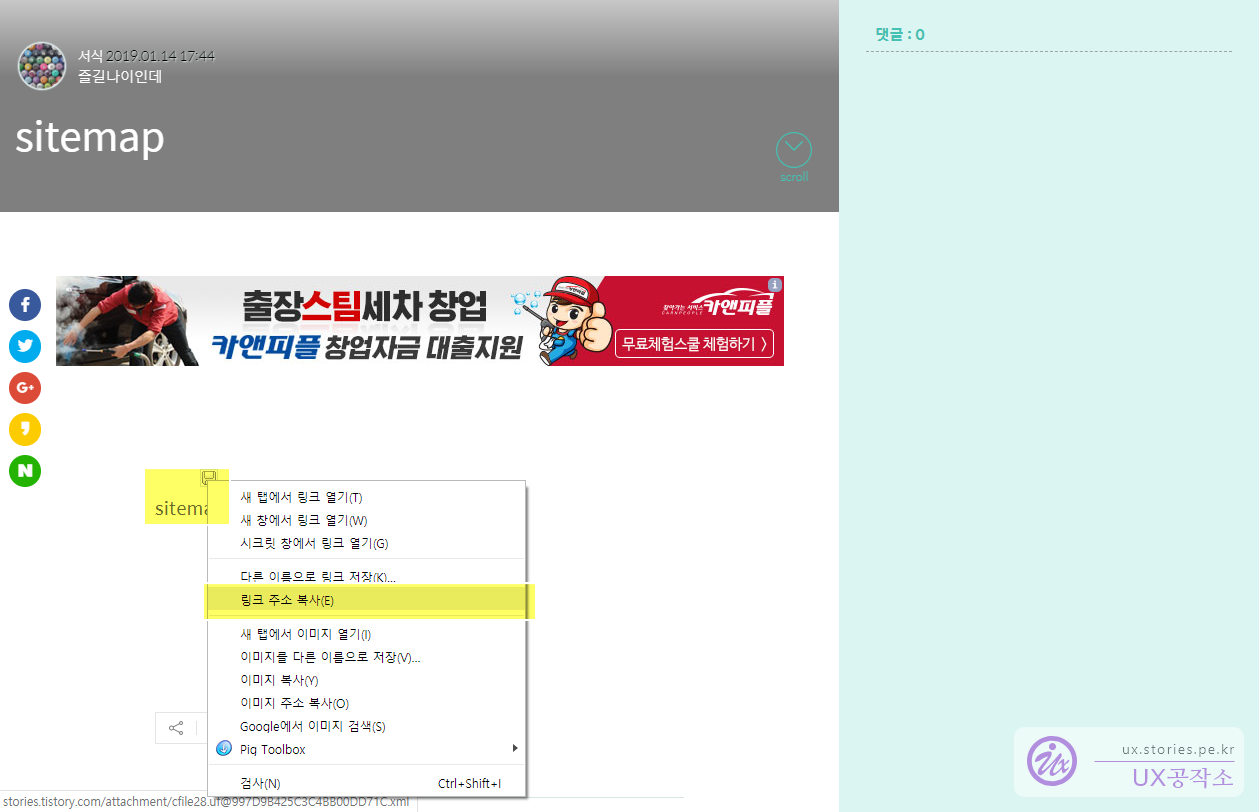 서식 2019.01.14 17:44
즐길나이인데
sitemap
scroll
댓글 : 0
출장스팀세차 창업
카앤피플 창업자금 대출지원
찾아가는 서비스
CARNPEOPLE
카앤피플
무료체험스쿨 체험하기 〉
sitema
새 탭에서 링크 열기(T)
새 창에서 링크 열기(W)
시크릿 창에서 링크 열기(G)
다른 이름으로 링크 저장(K)...
링크 주소 복사(E)
새 탭에서 이미지 열기(I)
이미지를 다른 이름으로 저장(V)...
이미지 복사(Y)
이미지 주소 복사(O)
Google에서 이미지 검색(S)
Piq Toolbox
검사(N) Ctrl+Shift+I
stories.tistory.com/attachment/cfile28.uf@997D9B425C3C4BB00DD71C.xml
ux.stories.pe.kr
UX공작소